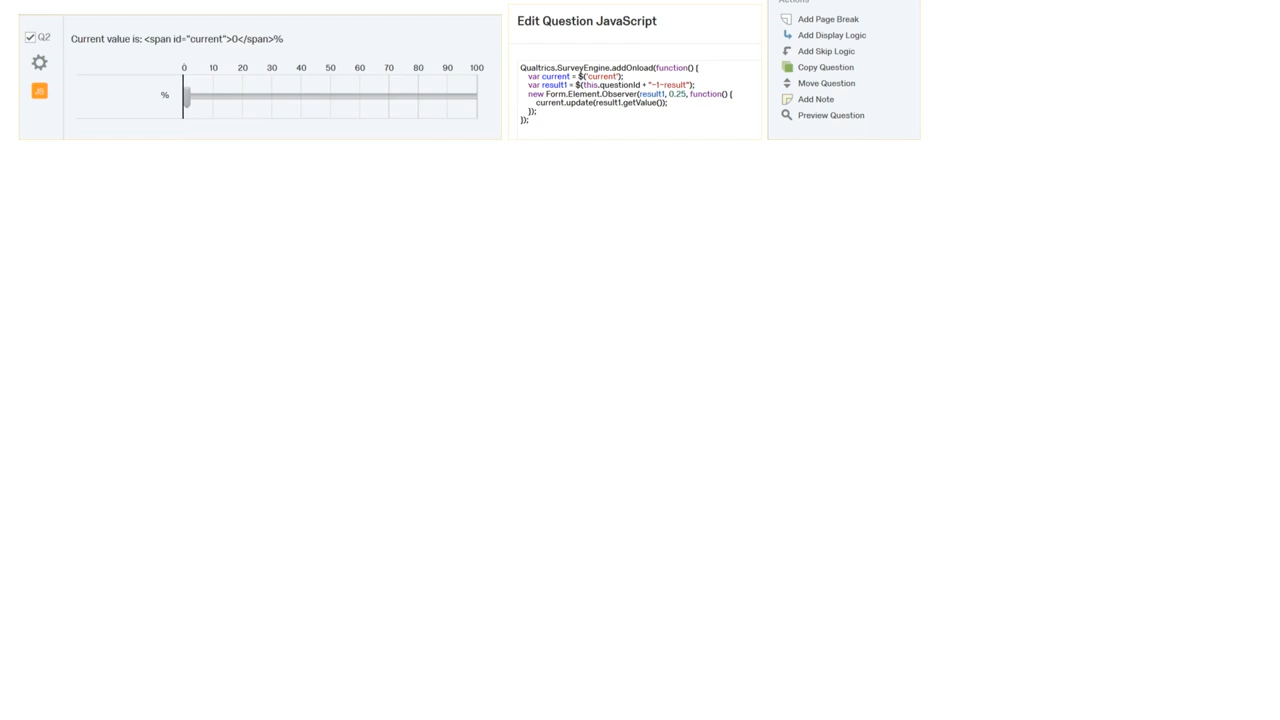 Q2
JS
Current value is: <span id="current">0</span>%
0 10 20 30 40 50 60 70 80 90 100
%
Edit Question JavaScript
Qualtrics.SurveyEngine.addOnload(function() {
var current = $('current');
var result1 = $(this.questionId + "~1~result");
new Form.Element.Observer(result1, 0.25, function() {
current.update(result1.getValue());
});
});
Actions
Add Page Break
Add Display Logic
Add Skip Logic
Copy Question
Move Question
Add Note
Preview Question